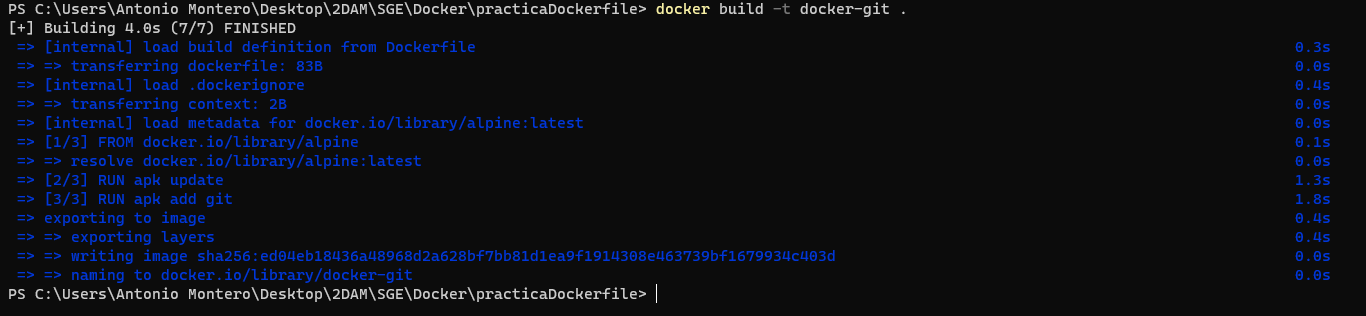 PS C:\Users\Antonio Montero\Desktop\2DAM\SGE\Docker\practicaDockerfile> docker build -t docker-git .
[+] Building 4.0s (7/7) FINISHED
=> [internal] load build definition from Dockerfile 0.3s
=> => transferring dockerfile: 83B 0.0s
=> [internal] load .dockerignore 0.4s
=> => transferring context: 2B 0.0s
=> [internal] load metadata for docker.io/library/alpine:latest 0.0s
=> [1/3] FROM docker.io/library/alpine 0.1s
=> => resolve docker.io/library/alpine:latest 0.0s
=> [2/3] RUN apk update 1.3s
=> [3/3] RUN apk add git 1.8s
=> exporting to image 0.4s
=> => exporting layers 0.4s
=> => writing image sha256:ed04eb18436a48968d2a628bf7bb81d1ea9f1914308e463739bf1679934c403d 0.0s
=> => naming to docker.io/library/docker-git 0.0s
PS C:\Users\Antonio Montero\Desktop\2DAM\SGE\Docker\practicaDockerfile>